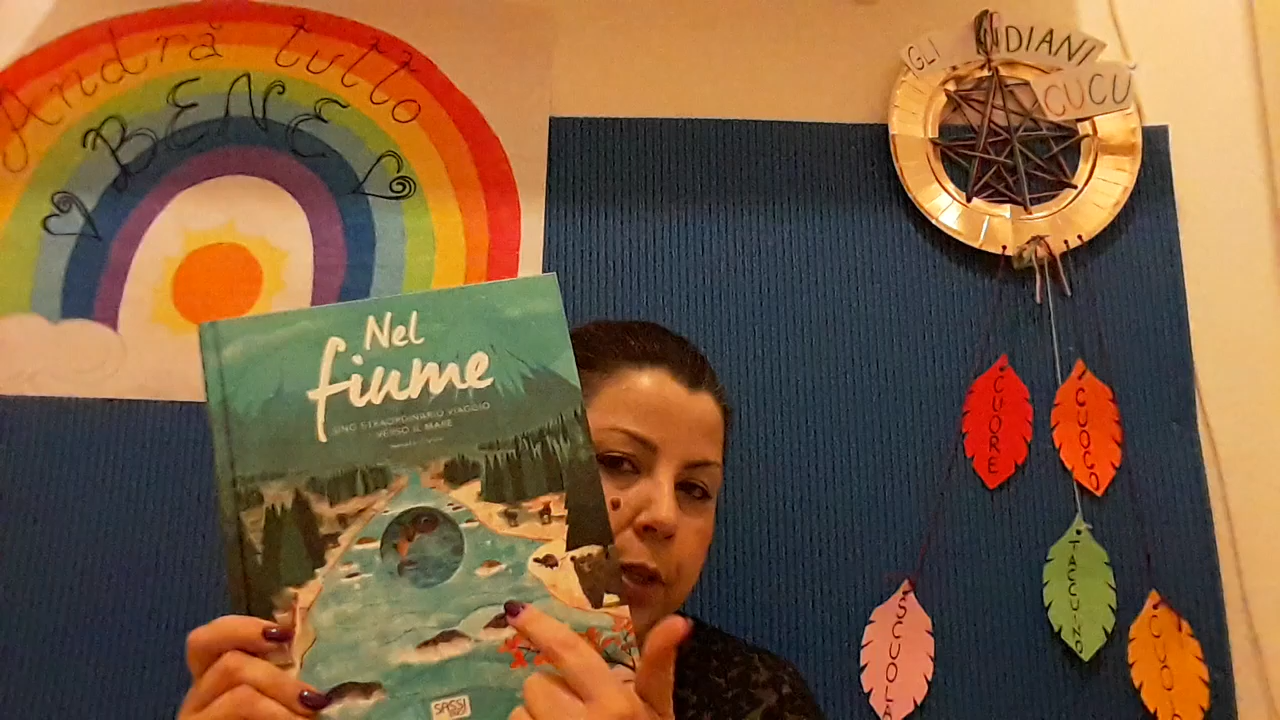 Andrà tutto
BENE
GLI INDIANI
CUCÙ
Nel
fiume
UNO STRAORDINARIO VIAGGIO
VERSO IL MARE
SASSI
CUORE
CUOCO
TACCUINO
SCUOLA